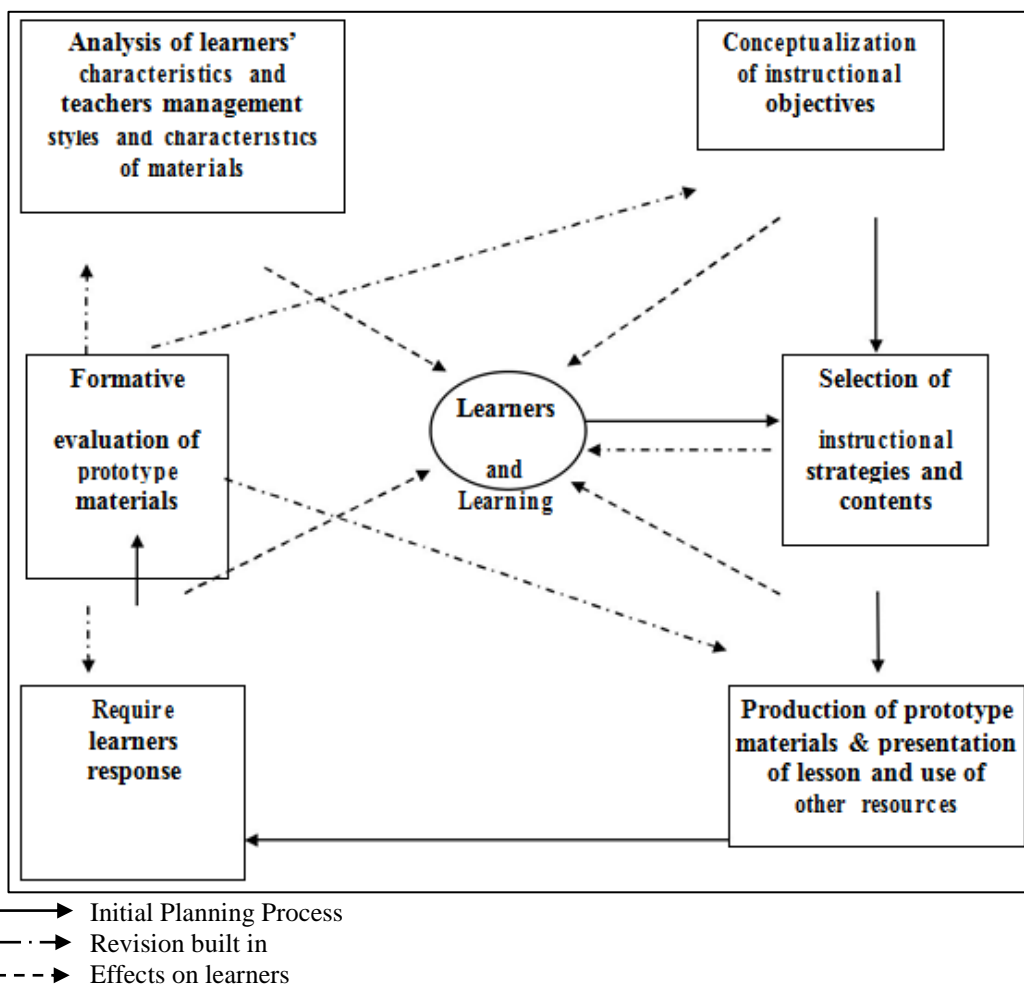 Analysis of learners’
characteristics and
teachers management
styles and characteristics
of materials
Conceptualization
of instructional
objectives
Formative
evaluation of
prototype
materials
Learners
and
Learning
Selection of
instructional
strategies and
contents
Require
learners
response
Production of prototype
materials & presentation
of lesson and use of
other resources
Initial Planning Process
Revision built in
Effects on learners